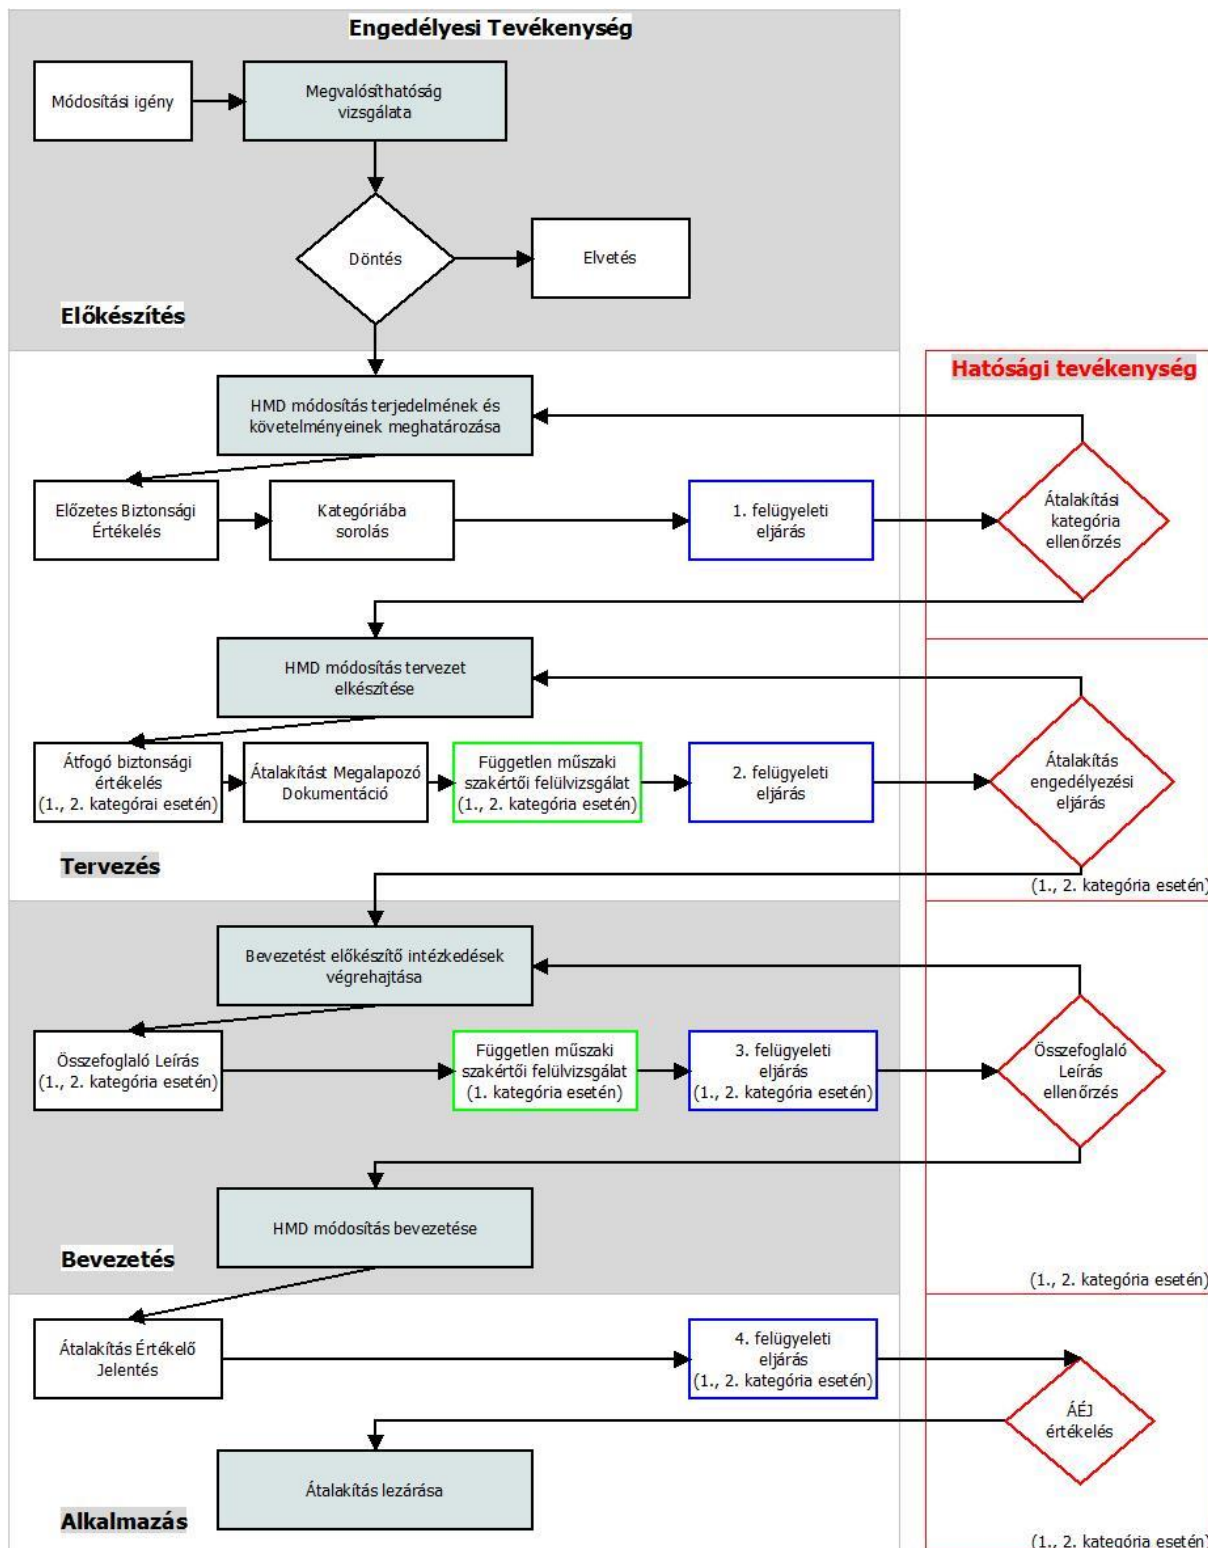 Engedélyesi Tevékenység
Módosítási igény
Megvalósíthatóság
vizsgálata
Döntés
Elvetés
Előkészítés
Hatósági tevékenység
HMD módosítás terjedelmének és
követelményeinek meghatározása
Előzetes Biztonsági
Értékelés
Kategóriába
sorolás
1. felügyeleti
eljárás
Átalakítási
kategória
ellenőrzés
HMD módosítás tervezet
elkészítése
Átfogó biztonsági
értékelés
(1., 2. kategórai esetén)
Átalakítást Megalapozó
Dokumentáció
Független műszaki
szakértői felülvizsgálat
(1., 2. kategória esetén)
2. felügyeleti
eljárás
Átalakítás
engedélyezési
eljárás
Tervezés
(1., 2. kategória esetén)
Bevezetést előkészítő intézkedések
végrehajtása
Összefoglaló Leírás
(1., 2. kategória esetén)
Független műszaki
szakértői felülvizsgálat
(1. kategória esetén)
3. felügyeleti
eljárás
(1., 2. kategória esetén)
Összefoglaló
Leírás
ellenőrzés
HMD módosítás bevezetése
Bevezetés
(1., 2. kategória esetén)
Átalakítás Értékelő
Jelentés
4. felügyeleti
eljárás
(1., 2. kategória esetén)
ÁÉJ
értékelés
Átalakítás lezárása
Alkalmazás
(1., 2. kategória esetén)